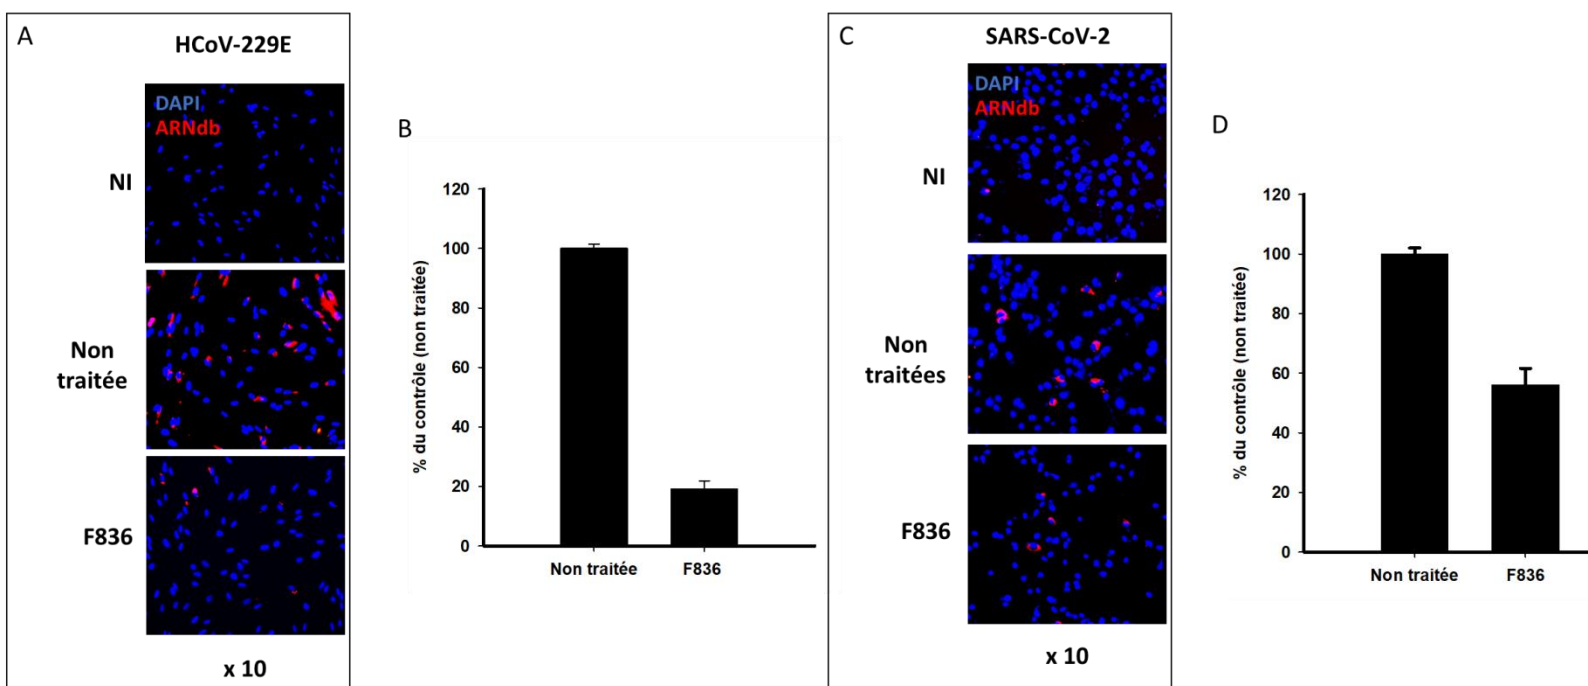 A
HCoV-229E
DAPI
ARNdb
NI
Non
traitée
F836
x 10
B
% du contrôle (non traitée)
120
100
80
60
40
20
0
Non traitée
F836
C
SARS-CoV-2
DAPI
ARNdb
NI
Non
traitées
F836
x 10
D
% du contrôle (non traitée)
120
100
80
60
40
20
0
Non traitée
F836